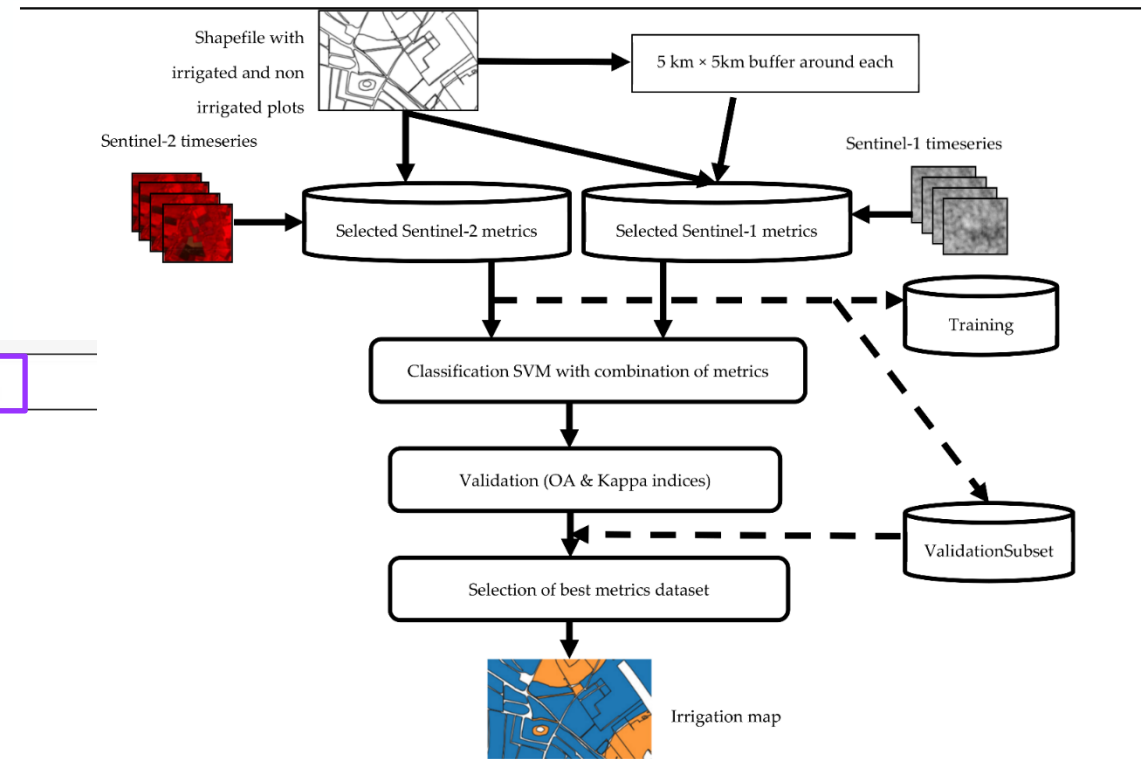 Shapefile with
irrigated and non
irrigated plots
5 km × 5km buffer around each
Sentinel-2 timeseries
Sentinel-1 timeseries
Selected Sentinel-2 metrics
Selected Sentinel-1 metrics
Training
Classification SVM with combination of metrics
Validation (OA & Kappa indices)
ValidationSubset
Selection of best metrics dataset
Irrigation map